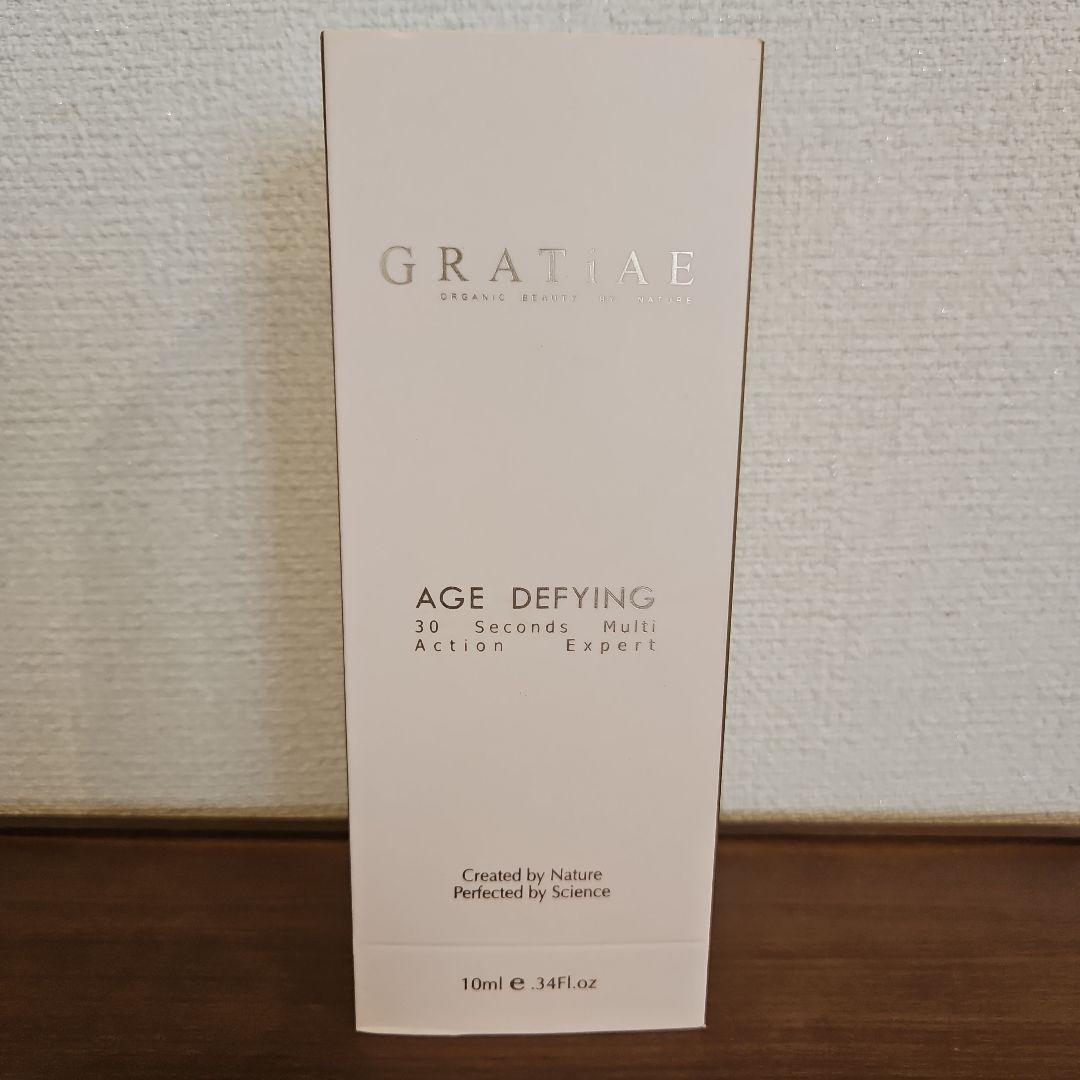 GRATiAE
ORGANIC BEAUTY BY NATURE
AGE DEFYING
30 Seconds Multi
Action Expert
Created by Nature
Perfected by Science
10ml ℮ .34Fl.oz